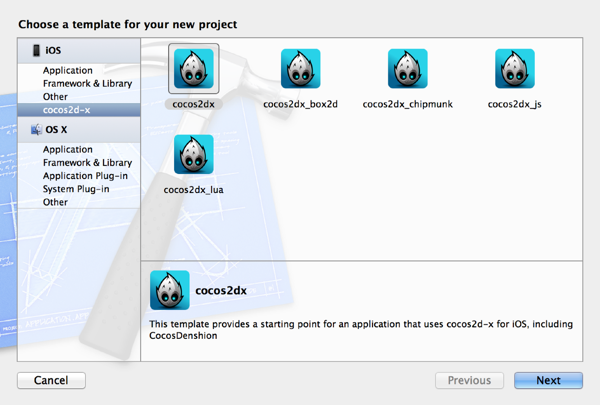 Choose a template for your new project
iOS
Application
Framework & Library
Other
cocos2d-x
OS X
Application
Framework & Library
Application Plug-in
System Plug-in
Other
cocos2dx
cocos2dx_box2d
cocos2dx_chipmunk
cocos2dx_js
cocos2dx_lua
cocos2dx
This template provides a starting point for an application that uses cocos2d-x for iOS, including
CocosDenshion
Cancel
Previous
Next